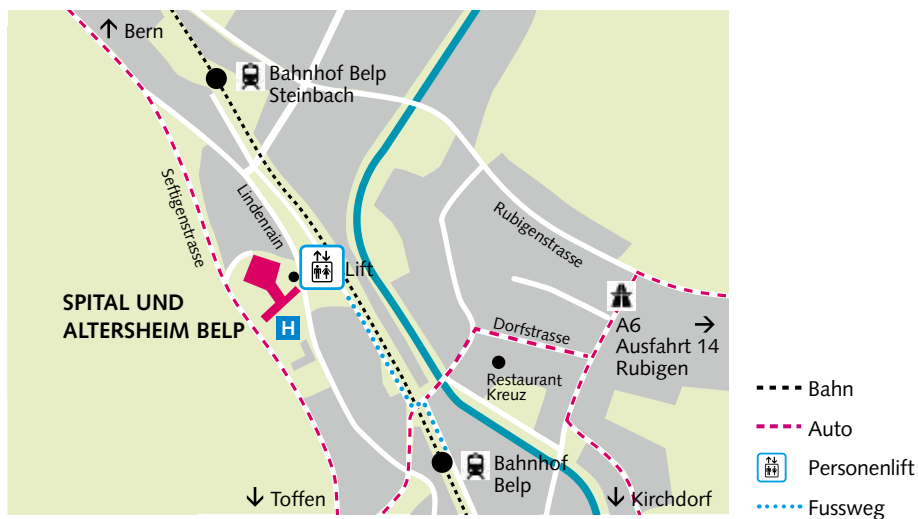 ↑ Bern
Bahnhof Belp
Steinbach
Seftigenstrasse
Lindenrain
Rubigenstrasse
Lift
SPITAL UND
ALTERSHEIM BELP
H
A6 →
Ausfahrt 14
Rubigen
Dorfstrasse
Restaurant
Kreuz
Bahnhof
Belp
↓ Toffen
↓ Kirchdorf
Bahn
Auto
Personenlift
Fussweg